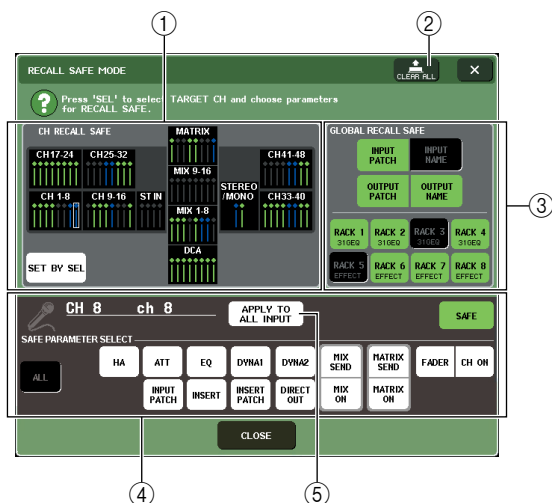 ① ②
RECALL SAFE MODE
CLEAR ALL
×
? Press 'SEL' to select TARGET CH and choose parameters
for RECALL SAFE.
CH RECALL SAFE
MATRIX
CH17-24 CH25-32
CH41-48
MIX 9-16
STEREO
/MONO
CH 1-8 CH 9-16 ST IN
MIX 1-8
CH33-40
DCA
SET BY SEL
GLOBAL RECALL SAFE
INPUT
PATCH
INPUT
NAME
OUTPUT
PATCH
OUTPUT
NAME
③
RACK 1
31GEQ
RACK 2
31GEQ
RACK 3
31GEQ
RACK 4
31GEQ
RACK 5
EFFECT
RACK 6
EFFECT
RACK 7
EFFECT
RACK 8
EFFECT
CH 8 ch 8
APPLY TO
ALL INPUT
SAFE
SAFE PARAMETER SELECT
ALL
HA ATT EQ DYNA1 DYNA2
MIX
SEND
MATRIX
SEND
FADER CH ON
INPUT
PATCH
INSERT
INSERT
PATCH
DIRECT
OUT
MIX
ON
MATRIX
ON
CLOSE
④ ⑤